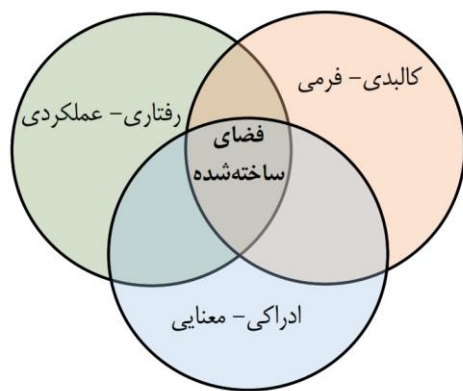 کالبدی- فرمی
رفتاری- عملکردی
فضای
ساخته‌شده
ادراکی- معنایی